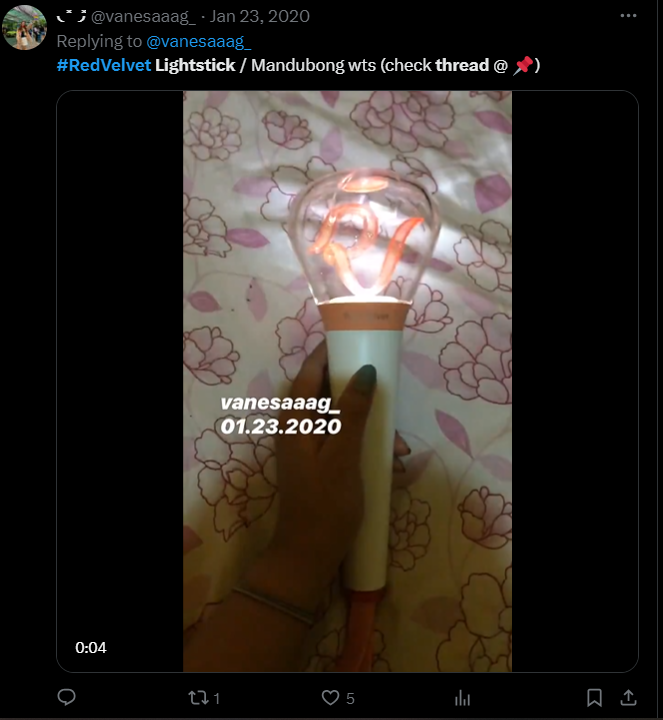 @vanesaaag_ · Jan 23, 2020
Replying to @vanesaaag_
#RedVelvet Lightstick / Mandubong wts (check thread @ 📌)
RV
vanesaaag_
01.23.2020
0:04
1
5